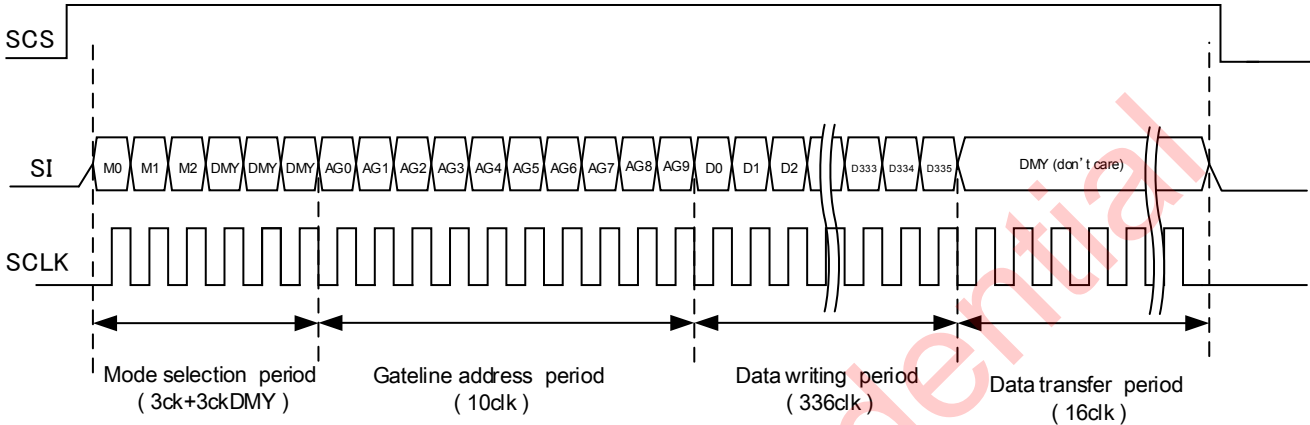 SCS
SI
M0 M1 M2 DMY DMY DMY AG0 AG1 AG2 AG3 AG4 AG5 AG6 AG7 AG8 AG9 D0 D1 D2 D333 D334 D335 DMY (don't care)
SCLK
Mode selection period
( 3ck+3ckDMY )
Gateline address period
( 10clk )
Data writing period
( 336clk )
Data transfer period
( 16clk )